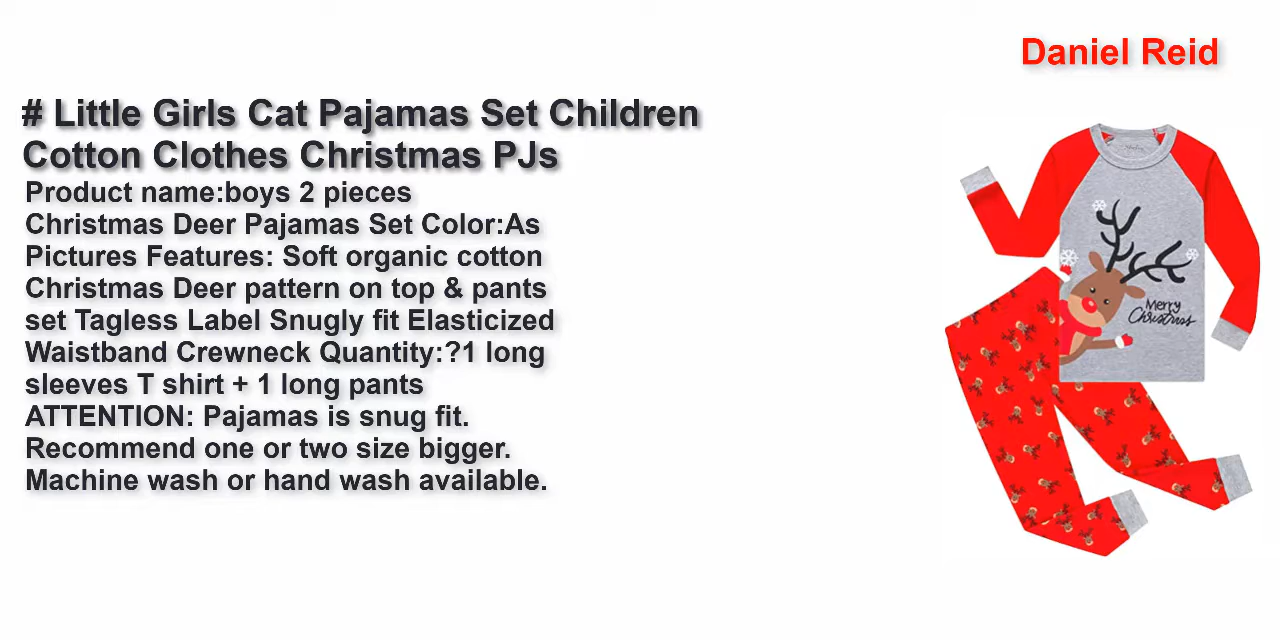 Daniel Reid
# Little Girls Cat Pajamas Set Children
Cotton Clothes Christmas PJs
Product name:boys 2 pieces
Christmas Deer Pajamas Set Color:As
Pictures Features: Soft organic cotton
Christmas Deer pattern on top & pants
set Tagless Label Snugly fit Elasticized
Waistband Crewneck Quantity:?1 long
sleeves T shirt + 1 long pants
ATTENTION: Pajamas is snug fit.
Recommend one or two size bigger.
Machine wash or hand wash available.
Merry
Christmas